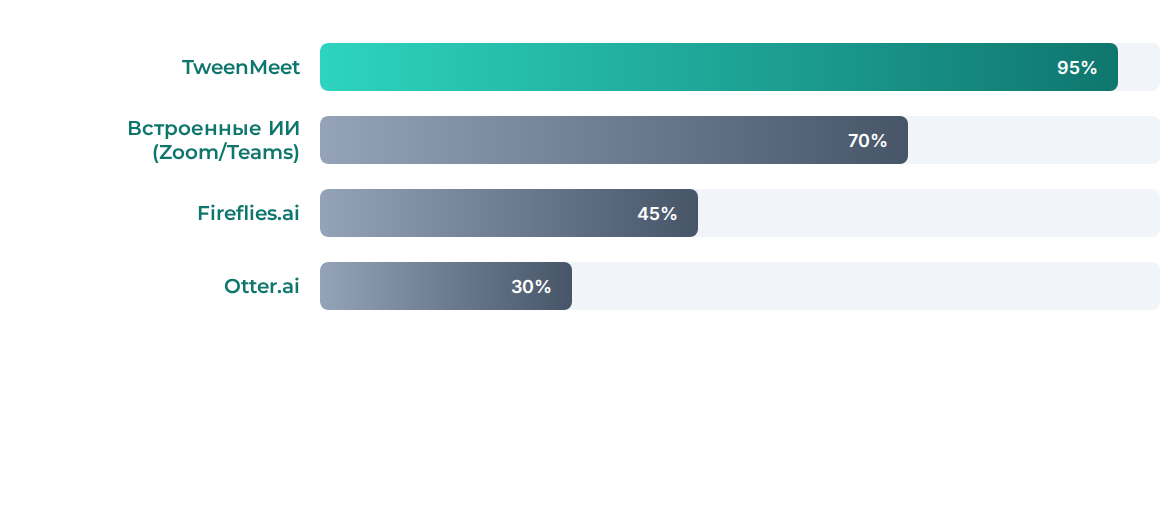 TweenMeet
95%
Встроенные ИИ
(Zoom/Teams)
70%
Fireflies.ai
45%
Otter.ai
30%